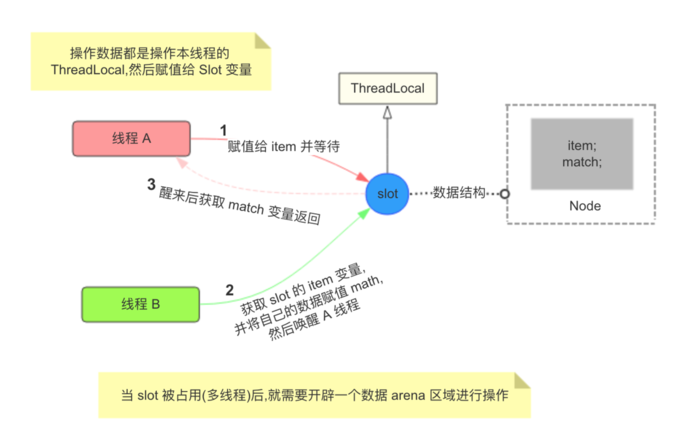 操作数据都是操作本线程的
ThreadLocal,然后赋值给 Slot 变量
ThreadLocal
线程 A
1
赋值给 item 并等待
item;
match;
Node
slot
数据结构
3
醒来后获取 match 变量返回
线程 B
2
获取 slot 的 item 变量,
并将自己的数据赋值 math,
然后唤醒 A 线程
当 slot 被占用(多线程)后,就需要开辟一个数据 arena 区域进行操作